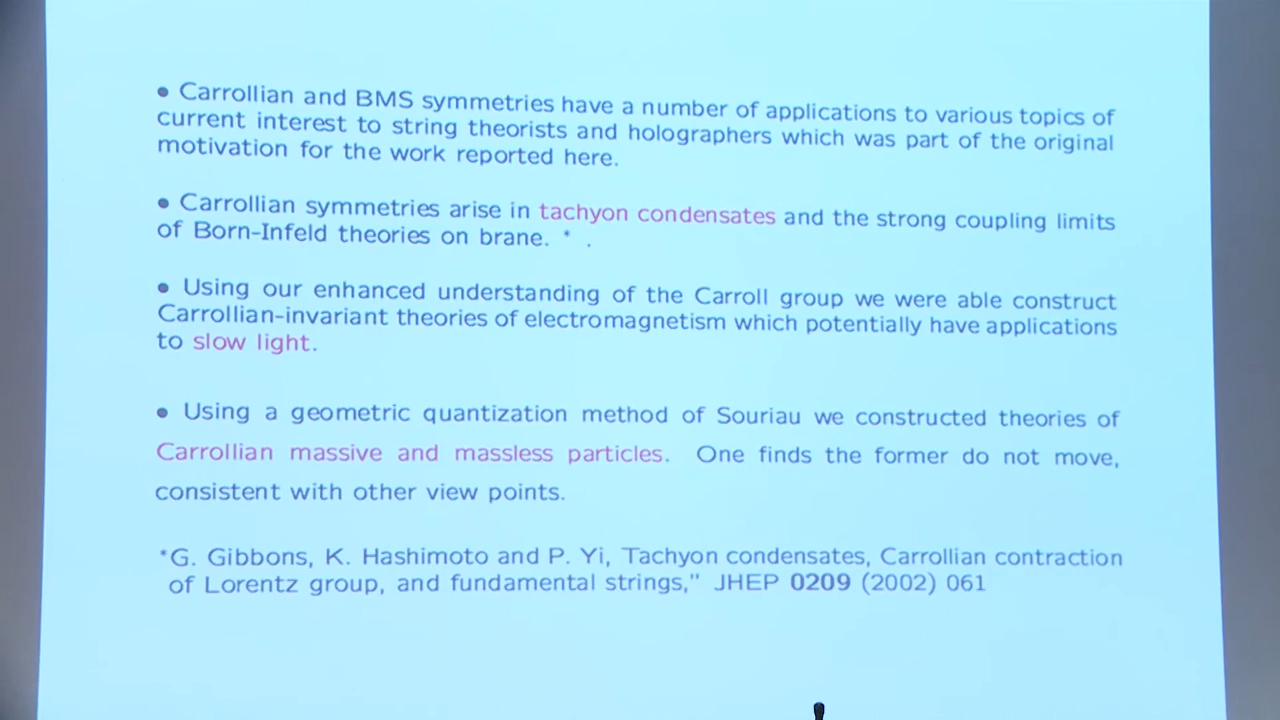 • Carrollian and BMS symmetries have a number of applications to various topics of
current interest to string theorists and holographers which was part of the original
motivation for the work reported here.
• Carrollian symmetries arise in tachyon condensates and the strong coupling limits
of Born-Infeld theories on brane. * .
• Using our enhanced understanding of the Carroll group we were able construct
Carrollian-invariant theories of electromagnetism which potentially have applications
to slow light.
• Using a geometric quantization method of Souriau we constructed theories of
Carrollian massive and massless particles. One finds the former do not move,
consistent with other view points.
*G. Gibbons, K. Hashimoto and P. Yi, Tachyon condensates, Carrollian contraction
of Lorentz group, and fundamental strings," JHEP 0209 (2002) 061